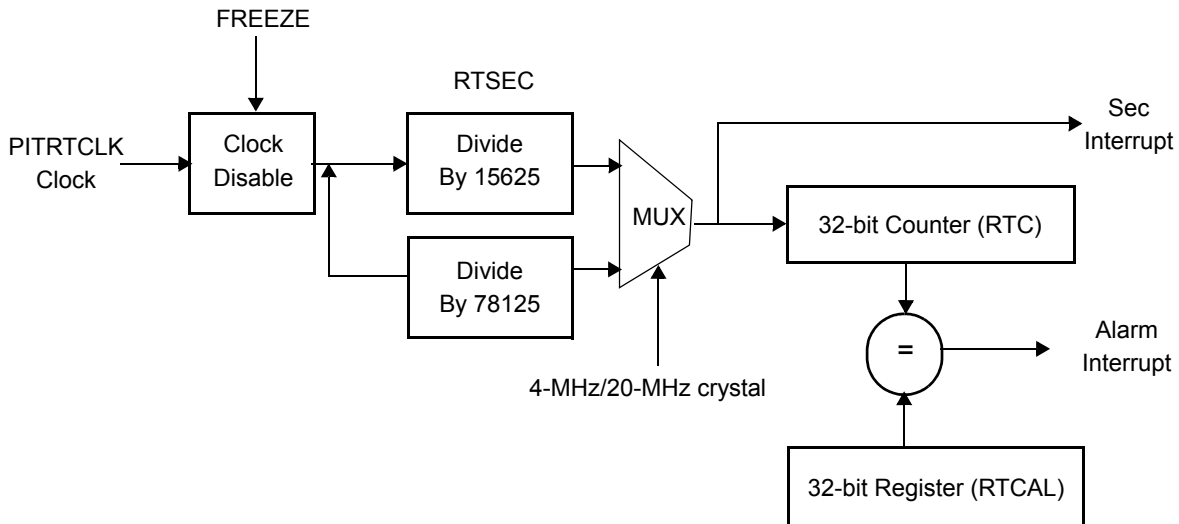 FREEZE
RTSEC
PITRTCLK
Clock
Clock
Disable
Divide
By 15625
Divide
By 78125
MUX
4-MHz/20-MHz crystal
Sec
Interrupt
32-bit Counter (RTC)
=
Alarm
Interrupt
32-bit Register (RTCAL)